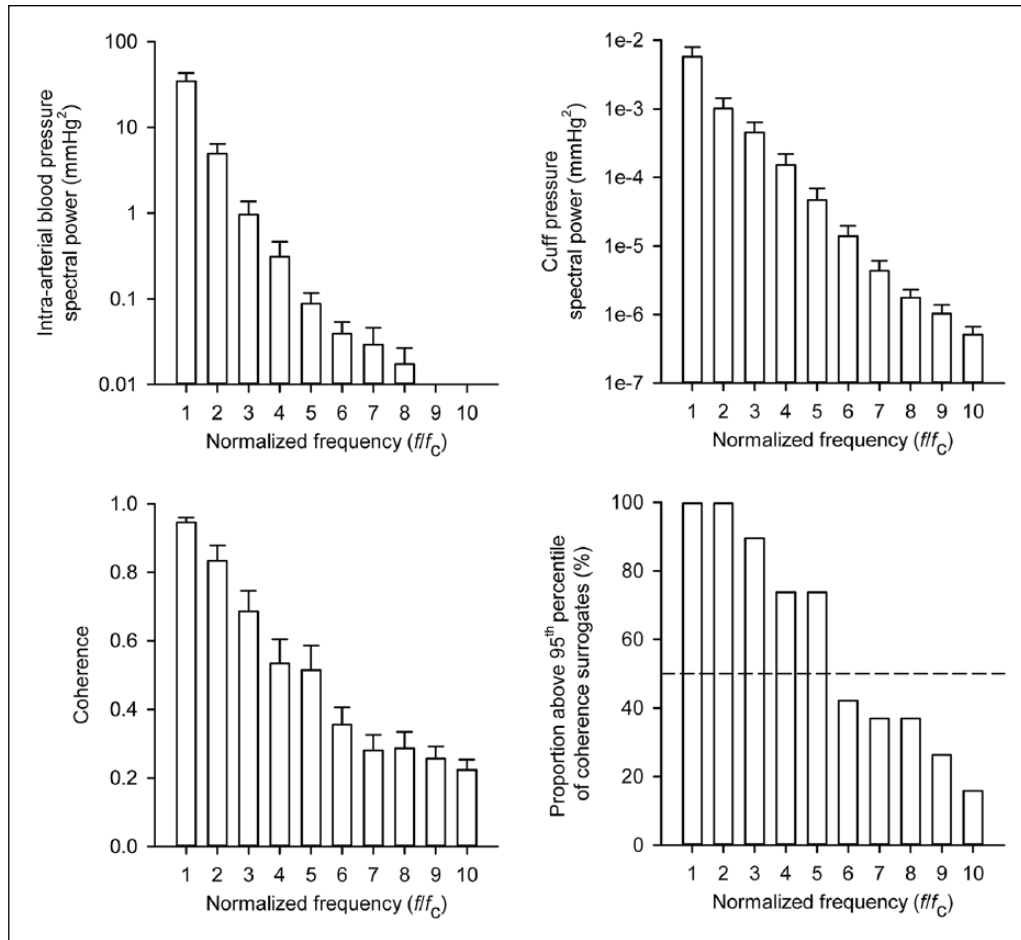 Intra-arterial blood pressure
spectral power (mmHg²)
100
10
1
0.1
0.01
1 2 3 4 5 6 7 8 9 10
Normalized frequency (f/fC)
Cuff pressure
spectral power (mmHg²)
1e-2
1e-3
1e-4
1e-5
1e-6
1e-7
1 2 3 4 5 6 7 8 9 10
Normalized frequency (f/fC)
Coherence
1.0
0.8
0.6
0.4
0.2
0.0
1 2 3 4 5 6 7 8 9 10
Normalized frequency (f/fC)
Proportion above 95th percentile
of coherence surrogates (%)
100
80
60
40
20
0
1 2 3 4 5 6 7 8 9 10
Normalized frequency (f/fC)